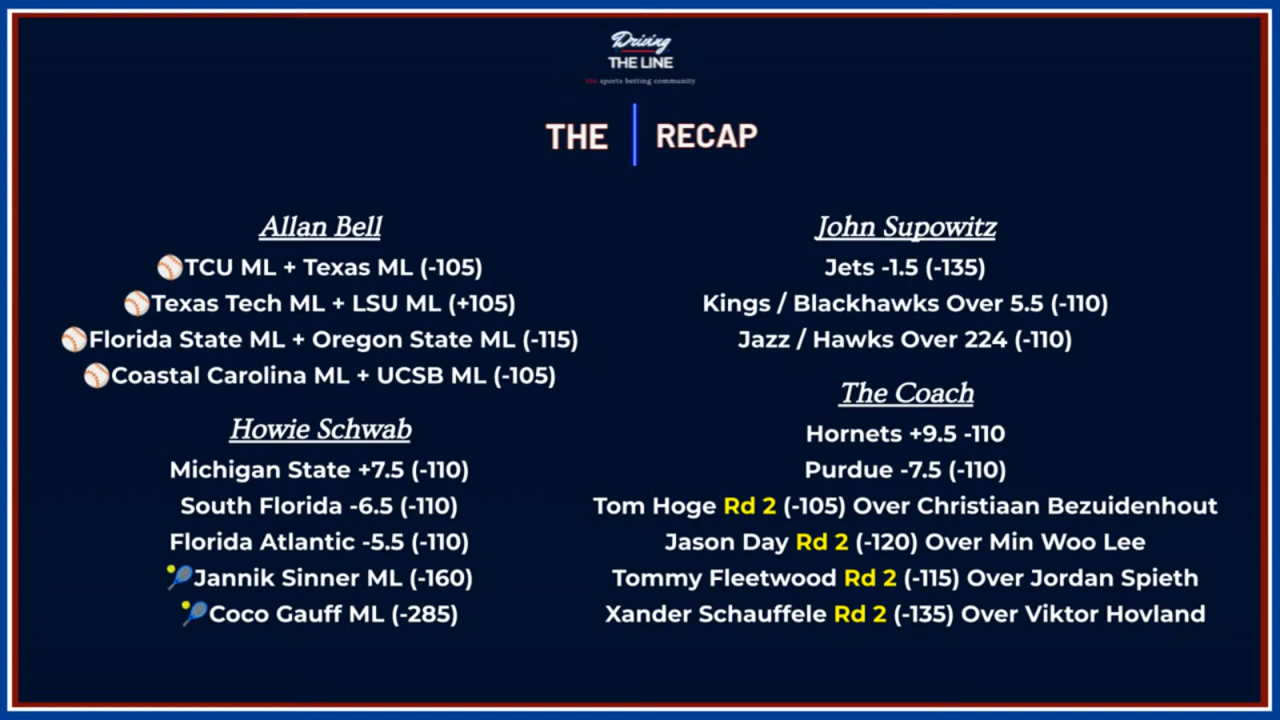 Driving
THE LINE
the sports betting community
THE | RECAP
Allan Bell
⚾TCU ML + Texas ML (-105)
⚾Texas Tech ML + LSU ML (+105)
⚾Florida State ML + Oregon State ML (-115)
⚾Coastal Carolina ML + UCSB ML (-105)
Howie Schwab
Michigan State +7.5 (-110)
South Florida -6.5 (-110)
Florida Atlantic -5.5 (-110)
🎾Jannik Sinner ML (-160)
🎾Coco Gauff ML (-285)
John Supowitz
Jets -1.5 (-135)
Kings / Blackhawks Over 5.5 (-110)
Jazz / Hawks Over 224 (-110)
The Coach
Hornets +9.5 -110
Purdue -7.5 (-110)
Tom Hoge Rd 2 (-105) Over Christiaan Bezuidenhout
Jason Day Rd 2 (-120) Over Min Woo Lee
Tommy Fleetwood Rd 2 (-115) Over Jordan Spieth
Xander Schauffele Rd 2 (-135) Over Viktor Hovland